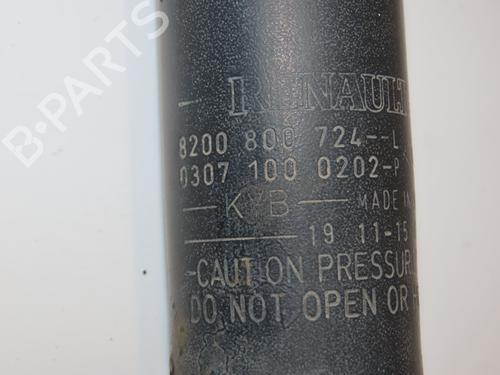 B-PARTS
RENAULT
8200 800 724--L
0307 100 0202-P
KYB MADE IN
19 11-15
CAUTION PRESSUR
DO NOT OPEN OR